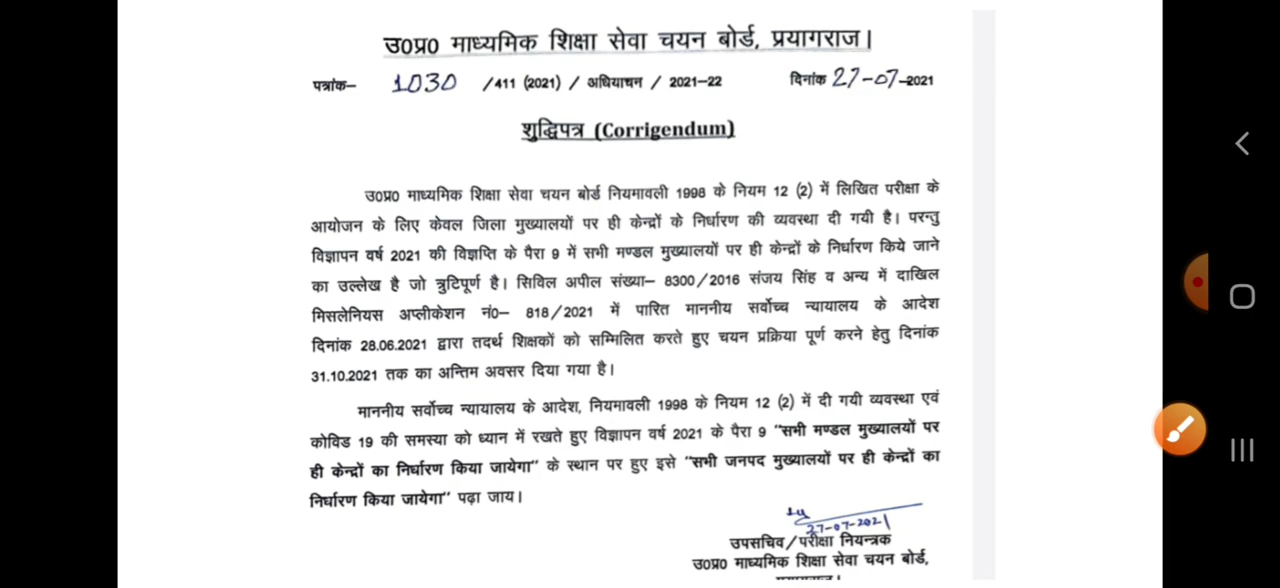 उ0प्र0 माध्यमिक शिक्षा सेवा चयन बोर्ड, प्रयागराज।
पत्रांक– 1030 /411 (2021) / अधियाचन / 2021–22 दिनांक 27-07-2021
शुद्धिपत्र (Corrigendum)
उ0प्र0 माध्यमिक शिक्षा सेवा चयन बोर्ड नियमावली 1998 के नियम 12 (2) में लिखित परीक्षा के
आयोजन के लिए केवल जिला मुख्यालयों पर ही केन्द्रों के निर्धारण की व्यवस्था दी गयी है। परन्तु
विज्ञापन वर्ष 2021 की विज्ञप्ति के पैरा 9 में सभी मण्डल मुख्यालयों पर ही केन्द्रों के निर्धारण किये जाने
का उल्लेख है जो त्रुटिपूर्ण है। सिविल अपील संख्या– 8300/2016 संजय सिंह व अन्य में दाखिल
मिसलेनियस अप्लीकेशन नं0– 818/2021 में पारित माननीय सर्वोच्च न्यायालय के आदेश
दिनांक 28.06.2021 द्वारा तदर्थ शिक्षकों को सम्मिलित करते हुए चयन प्रक्रिया पूर्ण करने हेतु दिनांक
31.10.2021 तक का अन्तिम अवसर दिया गया है।
माननीय सर्वोच्च न्यायालय के आदेश, नियमावली 1998 के नियम 12 (2) में दी गयी व्यवस्था एवं
कोविड 19 की समस्या को ध्यान में रखते हुए विज्ञापन वर्ष 2021 के पैरा 9 "सभी मण्डल मुख्यालयों पर
ही केन्द्रों का निर्धारण किया जायेगा" के स्थान पर हुए इसे "सभी जनपद मुख्यालयों पर ही केन्द्रों का
निर्धारण किया जायेगा" पढ़ा जाय।
27-07-2021
उपसचिव/परीक्षा नियन्त्रक
उ0प्र0 माध्यमिक शिक्षा सेवा चयन बोर्ड,